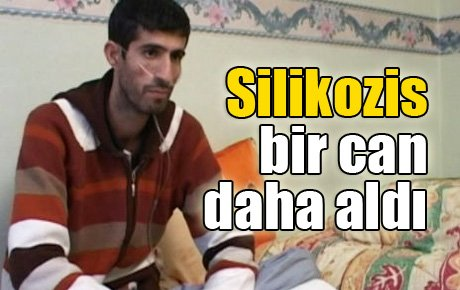 Silikozis
bir can
daha aldı